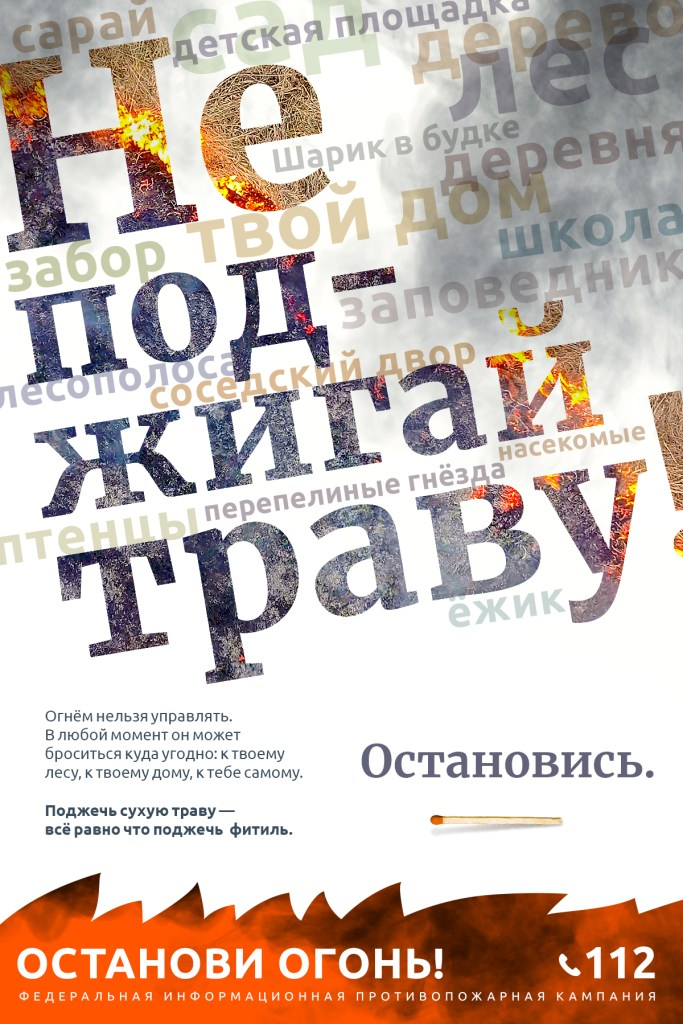 сарай
детская площадка
сад
дерево
лес
Не
Шарик в будке
деревня
твой дом
забор
школа
под-
заповедник
лесополоса
соседский двор
жигай
насекомые
перепелиные гнёзда
птенцы
траву!
ёжик
Огнём нельзя управлять.
В любой момент он может
броситься куда угодно: к твоему
лесу, к твоему дому, к тебе самому.
Поджечь сухую траву —
всё равно что поджечь фитиль.
Остановись.
ОСТАНОВИ ОГОНЬ!
112
ФЕДЕРАЛЬНАЯ ИНФОРМАЦИОННАЯ ПРОТИВОПОЖАРНАЯ КАМПАНИЯ